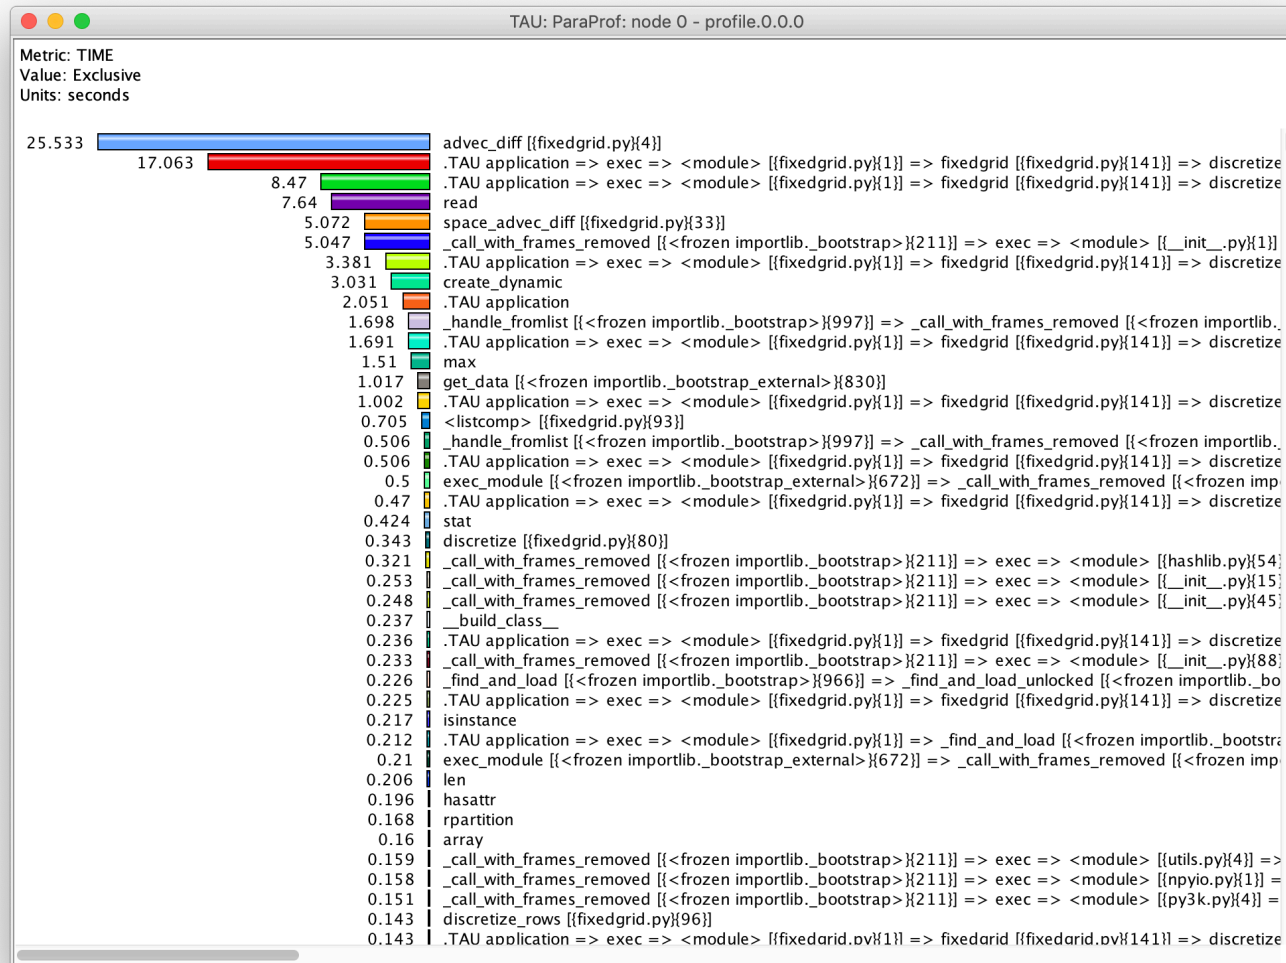 TAU: ParaProf: node 0 - profile.0.0.0
Metric: TIME
Value: Exclusive
Units: seconds
25.533 advec_diff [{fixedgrid.py}{4}]
17.063 .TAU application => exec => <module> [{fixedgrid.py}{1}] => fixedgrid [{fixedgrid.py}{141}] => discretize
8.47 .TAU application => exec => <module> [{fixedgrid.py}{1}] => fixedgrid [{fixedgrid.py}{141}] => discretize
7.64 read
5.072 space_advec_diff [{fixedgrid.py}{33}]
5.047 _call_with_frames_removed [{<frozen importlib._bootstrap>}{211}] => exec => <module> [{__init__.py}{1}]
3.381 .TAU application => exec => <module> [{fixedgrid.py}{1}] => fixedgrid [{fixedgrid.py}{141}] => discretize
3.031 create_dynamic
2.051 .TAU application
1.698 _handle_fromlist [{<frozen importlib._bootstrap>}{997}] => _call_with_frames_removed [{<frozen importlib.
1.691 .TAU application => exec => <module> [{fixedgrid.py}{1}] => fixedgrid [{fixedgrid.py}{141}] => discretize
1.51 max
1.017 get_data [{<frozen importlib._bootstrap_external>}{830}]
1.002 .TAU application => exec => <module> [{fixedgrid.py}{1}] => fixedgrid [{fixedgrid.py}{141}] => discretize
0.705 <listcomp> [{fixedgrid.py}{93}]
0.506 _handle_fromlist [{<frozen importlib._bootstrap>}{997}] => _call_with_frames_removed [{<frozen importlib.
0.506 .TAU application => exec => <module> [{fixedgrid.py}{1}] => fixedgrid [{fixedgrid.py}{141}] => discretize
0.5 exec_module [{<frozen importlib._bootstrap_external>}{672}] => _call_with_frames_removed [{<frozen imp
0.47 .TAU application => exec => <module> [{fixedgrid.py}{1}] => fixedgrid [{fixedgrid.py}{141}] => discretize
0.424 stat
0.343 discretize [{fixedgrid.py}{80}]
0.321 _call_with_frames_removed [{<frozen importlib._bootstrap>}{211}] => exec => <module> [{hashlib.py}{54}
0.253 _call_with_frames_removed [{<frozen importlib._bootstrap>}{211}] => exec => <module> [{__init__.py}{15}
0.248 _call_with_frames_removed [{<frozen importlib._bootstrap>}{211}] => exec => <module> [{__init__.py}{45}
0.237 __build_class__
0.236 .TAU application => exec => <module> [{fixedgrid.py}{1}] => fixedgrid [{fixedgrid.py}{141}] => discretize
0.233 _call_with_frames_removed [{<frozen importlib._bootstrap>}{211}] => exec => <module> [{__init__.py}{88}
0.226 _find_and_load [{<frozen importlib._bootstrap>}{966}] => _find_and_load_unlocked [{<frozen importlib._bo
0.225 .TAU application => exec => <module> [{fixedgrid.py}{1}] => fixedgrid [{fixedgrid.py}{141}] => discretize
0.217 isinstance
0.212 .TAU application => exec => <module> [{fixedgrid.py}{1}] => _find_and_load [{<frozen importlib._bootstra
0.21 exec_module [{<frozen importlib._bootstrap_external>}{672}] => _call_with_frames_removed [{<frozen imp
0.206 len
0.196 hasattr
0.168 rpartition
0.16 array
0.159 _call_with_frames_removed [{<frozen importlib._bootstrap>}{211}] => exec => <module> [{utils.py}{4}] =>
0.158 _call_with_frames_removed [{<frozen importlib._bootstrap>}{211}] => exec => <module> [{npyio.py}{1}] =
0.151 _call_with_frames_removed [{<frozen importlib._bootstrap>}{211}] => exec => <module> [{py3k.py}{4}] =
0.143 discretize_rows [{fixedgrid.py}{96}]
0.143 .TAU application => exec => <module> [{fixedgrid.py}{1}] => fixedgrid [{fixedgrid.py}{141}] => discretize